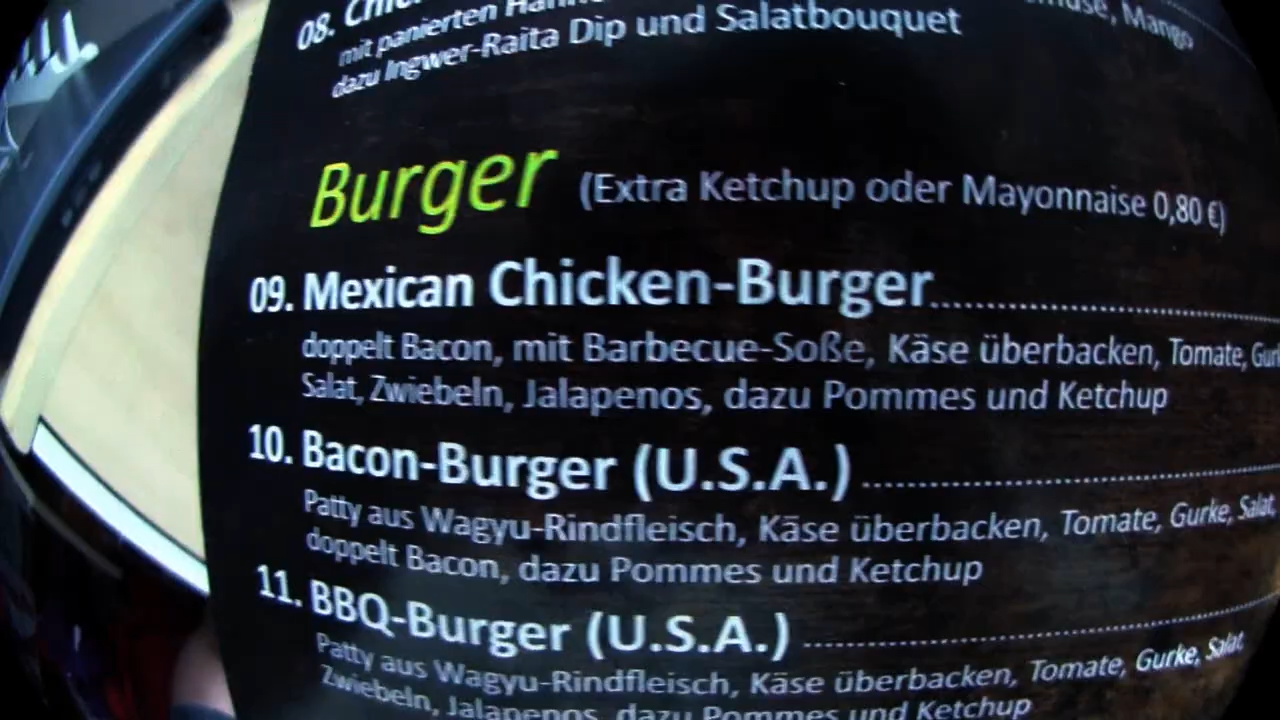 08.
mit panierten
dazu Ingwer-Raita Dip und Salatbouquet
Mango
Burger (Extra Ketchup oder Mayonnaise 0,80 €)
09. Mexican Chicken-Burger
doppelt Bacon, mit Barbecue-Soße, Käse überbacken, Tomate,
Salat, Zwiebeln, Jalapenos, dazu Pommes und Ketchup
10. Bacon-Burger (U.S.A.)
Patty aus Wagyu-Rindfleisch, Käse überbacken, Tomate, Gurke, Salat,
doppelt Bacon, dazu Pommes und Ketchup
11. BBQ-Burger (U.S.A.)
Patty aus Wagyu-Rindfleisch, Käse überbacken, Tomate, Gurke, Salat,
Zwiebeln, Jalapenos, dazu Pommes und Ketchup